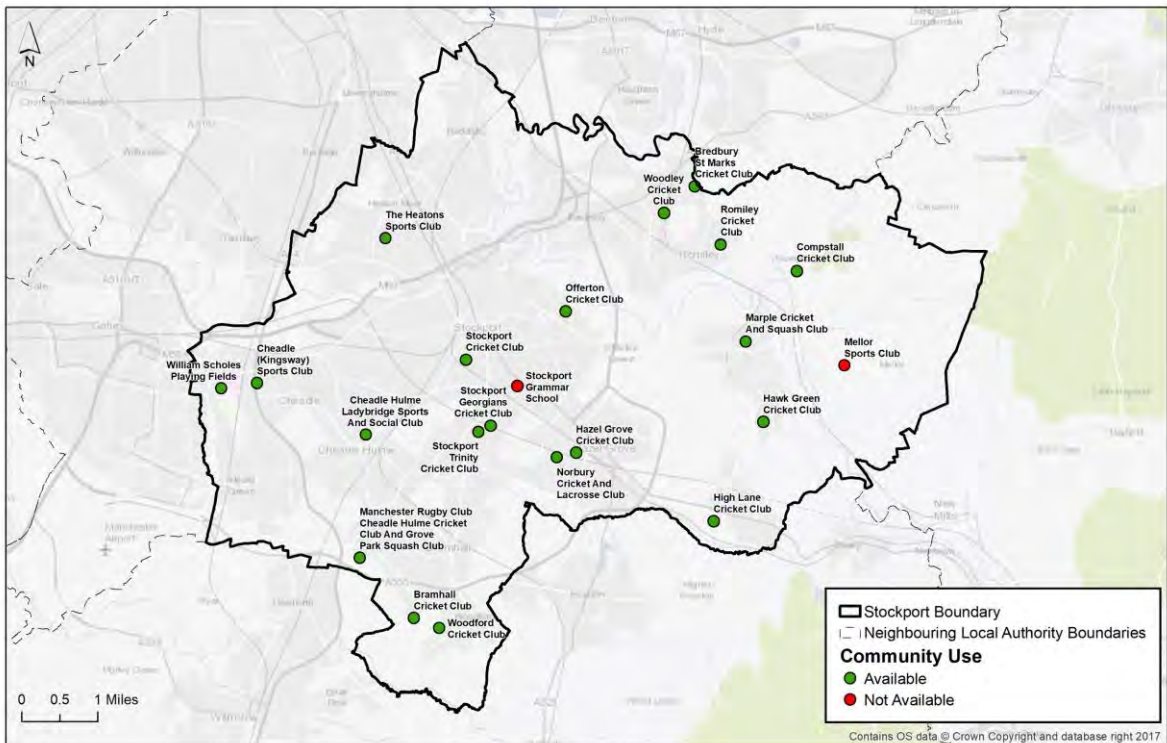 N
Bredbury
St Marks
Cricket Club
Woodley
Cricket
Club
The Heatons
Sports Club
Romiley
Cricket
Club
Compstall
Cricket Club
Offerton
Cricket Club
Marple Cricket
And Squash Club
Stockport
Cricket Club
Mellor
Sports Club
Cheadle
(Kingsway)
Sports Club
William Scholes
Playing Fields
Stockport
Grammar
School
Stockport
Georgians
Cricket Club
Cheadle Hulme
Ladybridge Sports
And Social Club
Hawk Green
Cricket Club
Hazel Grove
Cricket Club
Stockport
Trinity
Cricket Club
Norbury
Cricket And
Lacrosse Club
High Lane
Cricket Club
Manchester Rugby Club
Cheadle Hulme Cricket
Club And Grove
Park Squash Club
Bramhall
Cricket Club
Woodford
Cricket Club
Stockport
Cheadle
Cheadle Hulme
Manchester
Airport
Stockport Boundary
Neighbouring Local Authority Boundaries
Community Use
Available
Not Available
0 0.5 1 Miles
Contains OS data © Crown Copyright and database right 2017